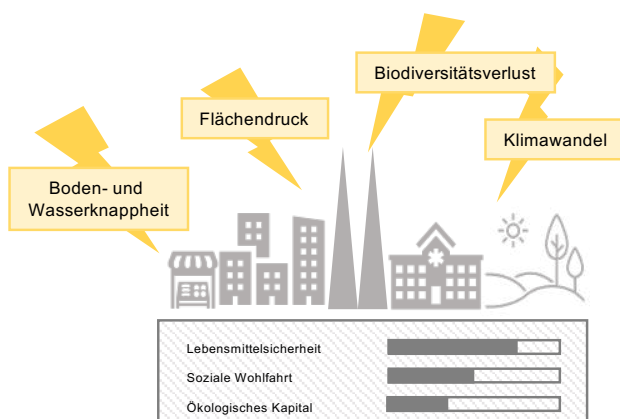 Biodiversitätsverlust
Flächendruck
Klimawandel
Boden- und
Wasserknappheit
Lebensmittelsicherheit
Soziale Wohlfahrt
Ökologisches Kapital